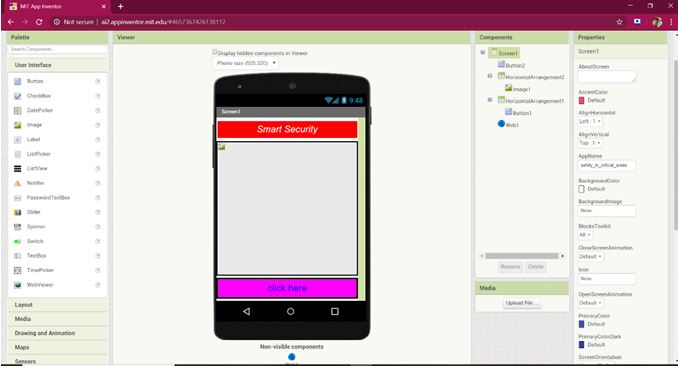 MIT App Inventor
Not secure | ai2.appinventor.mit.edu/#4657367426138112
Palette
Search Components...
User Interface
Button
CheckBox
DatePicker
Image
Label
ListPicker
ListView
Notifier
PasswordTextBox
Slider
Spinner
Switch
TextBox
TimePicker
WebViewer
Layout
Media
Drawing and Animation
Maps
Sensors
Viewer
Display hidden components in Viewer
Phone size (505,320)
9:48
Screen1
Smart Security
click here
Non-visible components
Components
Screen1
Button2
HorizontalArrangement2
Image1
HorizontalArrangement1
Button1
Web1
Rename
Delete
Media
Upload File ...
Properties
Screen1
AboutScreen
AccentColor
Default
AlignHorizontal
Left : 1
AlignVertical
Top : 1
AppName
safety_in_critical_areas
BackgroundColor
Default
BackgroundImage
None...
BlocksToolkit
All
CloseScreenAnimation
Default
Icon
None...
OpenScreenAnimation
Default
PrimaryColor
Default
PrimaryColorDark
Default
ScreenOrientation